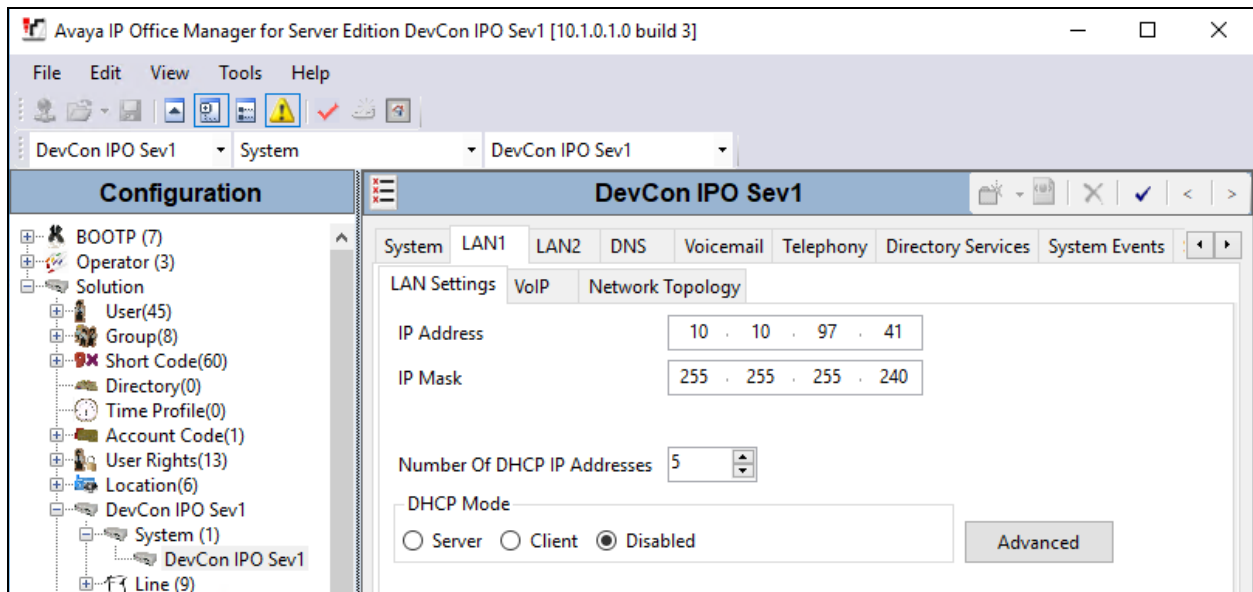 Avaya IP Office Manager for Server Edition DevCon IPO Sev1 [10.1.0.1.0 build 3]
File Edit View Tools Help
DevCon IPO Sev1 System DevCon IPO Sev1
Configuration
BOOTP (7)
Operator (3)
Solution
User(45)
Group(8)
Short Code(60)
Directory(0)
Time Profile(0)
Account Code(1)
User Rights(13)
Location(6)
DevCon IPO Sev1
System (1)
DevCon IPO Sev1
Line (9)
DevCon IPO Sev1
System LAN1 LAN2 DNS Voicemail Telephony Directory Services System Events
LAN Settings VoIP Network Topology
IP Address 10 . 10 . 97 . 41
IP Mask 255 . 255 . 255 . 240
Number Of DHCP IP Addresses 5
DHCP Mode
Server Client Disabled
Advanced